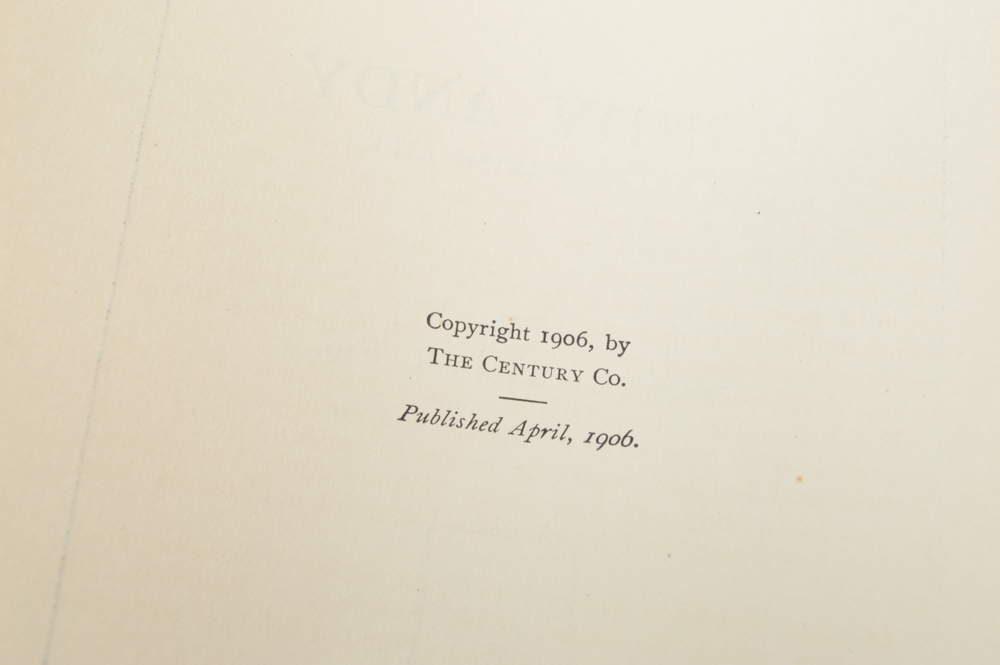 Copyright 1906, by
THE CENTURY CO.
Published April, 1906.